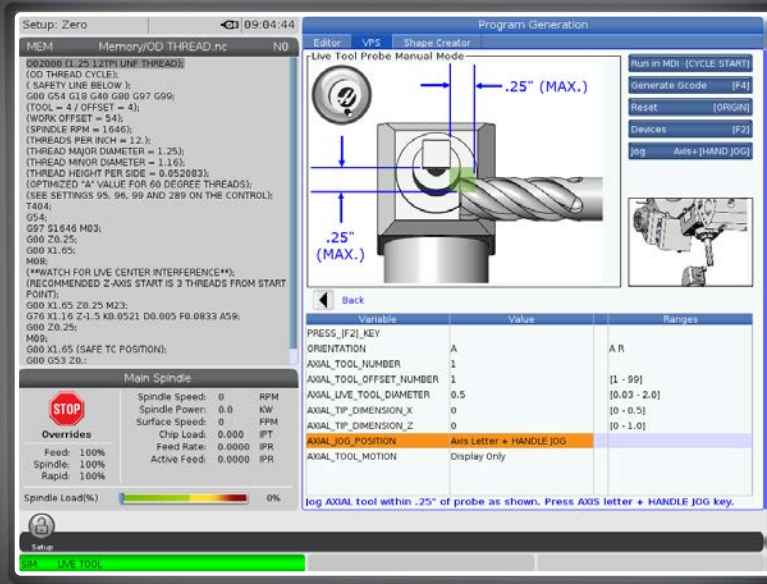 Setup: Zero
09:04:44
MEM Memory/OD THREAD.nc N0
O02000 (1.25 12TPI UNF THREAD);
(OD THREAD CYCLE);
( SAFETY LINE BELOW );
G00 G54 G18 G40 G80 G97 G99;
(TOOL = 4 / OFFSET = 4);
(WORK OFFSET = 54);
(SPINDLE RPM = 1646);
(THREADS PER INCH = 12.);
(THREAD MAJOR DIAMETER = 1.25);
(THREAD MINOR DIAMETER = 1.16);
(THREAD HEIGHT PER SIDE = 0.052083);
(OPTIMIZED "A" VALUE FOR 60 DEGREE THREADS);
(SEE SETTINGS 95, 96, 99 AND 289 ON THE CONTROL);
T404;
G54;
G97 S1646 M03;
G00 Z0.25;
G00 X1.65;
M08;
(**WATCH FOR LIVE CENTER INTERFERENCE**);
(RECOMMENDED Z-AXIS START IS 3 THREADS FROM START
POINT);
G00 X1.65 Z0.25 M23;
G76 X1.16 Z-1.5 K0.0521 D0.005 F0.0833 A59;
G00 Z0.25;
M09;
G00 X1.65 (SAFE TC POSITION);
G00 G53 Z0.;
Main Spindle
STOP
Overrides
Feed: 100%
Spindle: 100%
Rapid: 100%
Spindle Speed: 0 RPM
Spindle Power: 0.0 KW
Surface Speed: 0 FPM
Chip Load: 0.000 IPT
Feed Rate: 0.0000 IPR
Active Feed: 0.0000 IPR
Spindle Load(%) 0%
Program Generation
Editor VPS Shape Creator
Live Tool Probe Manual Mode
.25" (MAX.)
.25"
(MAX.)
Run in MDI [CYCLE START]
Generate Gcode [F4]
Reset [ORIGIN]
Devices [F2]
Jog Axis+[HAND JOG]
Back
Variable Value Ranges
PRESS_[F2]_KEY
ORIENTATION A A R
AXIAL_TOOL_NUMBER 1
AXIAL_TOOL_OFFSET_NUMBER 1 [1 - 99]
AXIAL_LIVE_TOOL_DIAMETER 0.5 [0.03 - 2.0]
AXIAL_TIP_DIMENSION_X 0 [0 - 0.5]
AXIAL_TIP_DIMENSION_Z 0 [0 - 1.0]
AXIAL_JOG_POSITION Axis Letter + HANDLE JOG
AXIAL_TOOL_MOTION Display Only
Jog AXIAL tool within .25" of probe as shown. Press AXIS letter + HANDLE JOG key.
Setup
SIM: LIVE TOOL